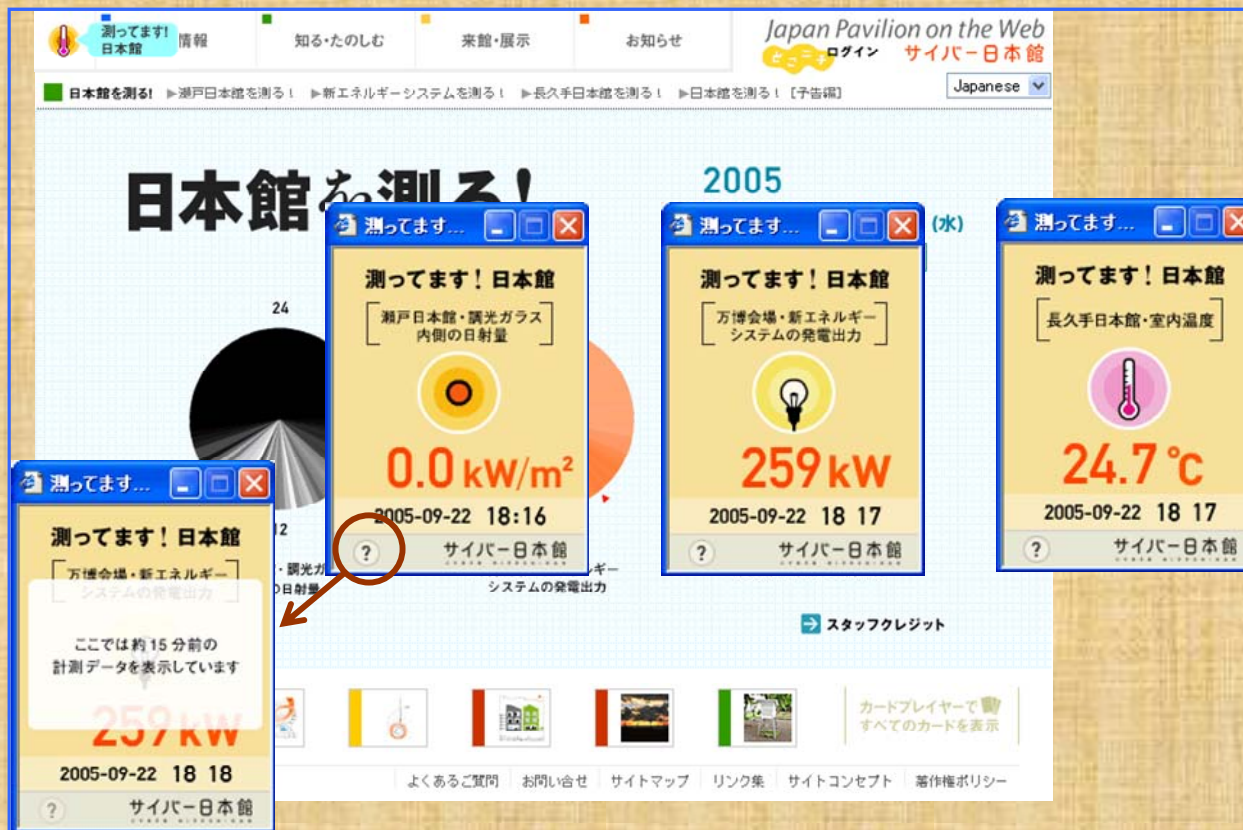 測ってます!
日本館
情報
知る・たのしむ
来館・展示
お知らせ
Japan Pavilion on the Web
ログイン
サイバー日本館
日本館を測る!
▶瀬戸日本館を測る!
▶新エネルギーシステムを測る!
▶長久手日本館を測る!
▶日本館を測る![予告編]
Japanese
日本館を測る!
2005
(水)
24
12
測ってます...
測ってます!日本館
瀬戸日本館・調光ガラス
内側の日射量
0.0 kW/m²
2005-09-22 18:16
?
サイバー日本館
測ってます...
測ってます!日本館
万博会場・新エネルギー
システムの発電出力
259 kW
2005-09-22 18 17
?
サイバー日本館
測ってます...
測ってます!日本館
長久手日本館・室内温度
24.7 ℃
2005-09-22 18 17
?
サイバー日本館
測ってます...
測ってます!日本館
万博会場・新エネルギー
システムの発電出力
ここでは約15分前の
計測データを表示しています
259 kW
2005-09-22 18 18
?
サイバー日本館
・調光ガ
の日射量
ルギー
システムの発電出力
スタッフクレジット
カードプレイヤーで
すべてのカードを表示
よくあるご質問
お問い合せ
サイトマップ
リンク集
サイトコンセプト
著作権ポリシー